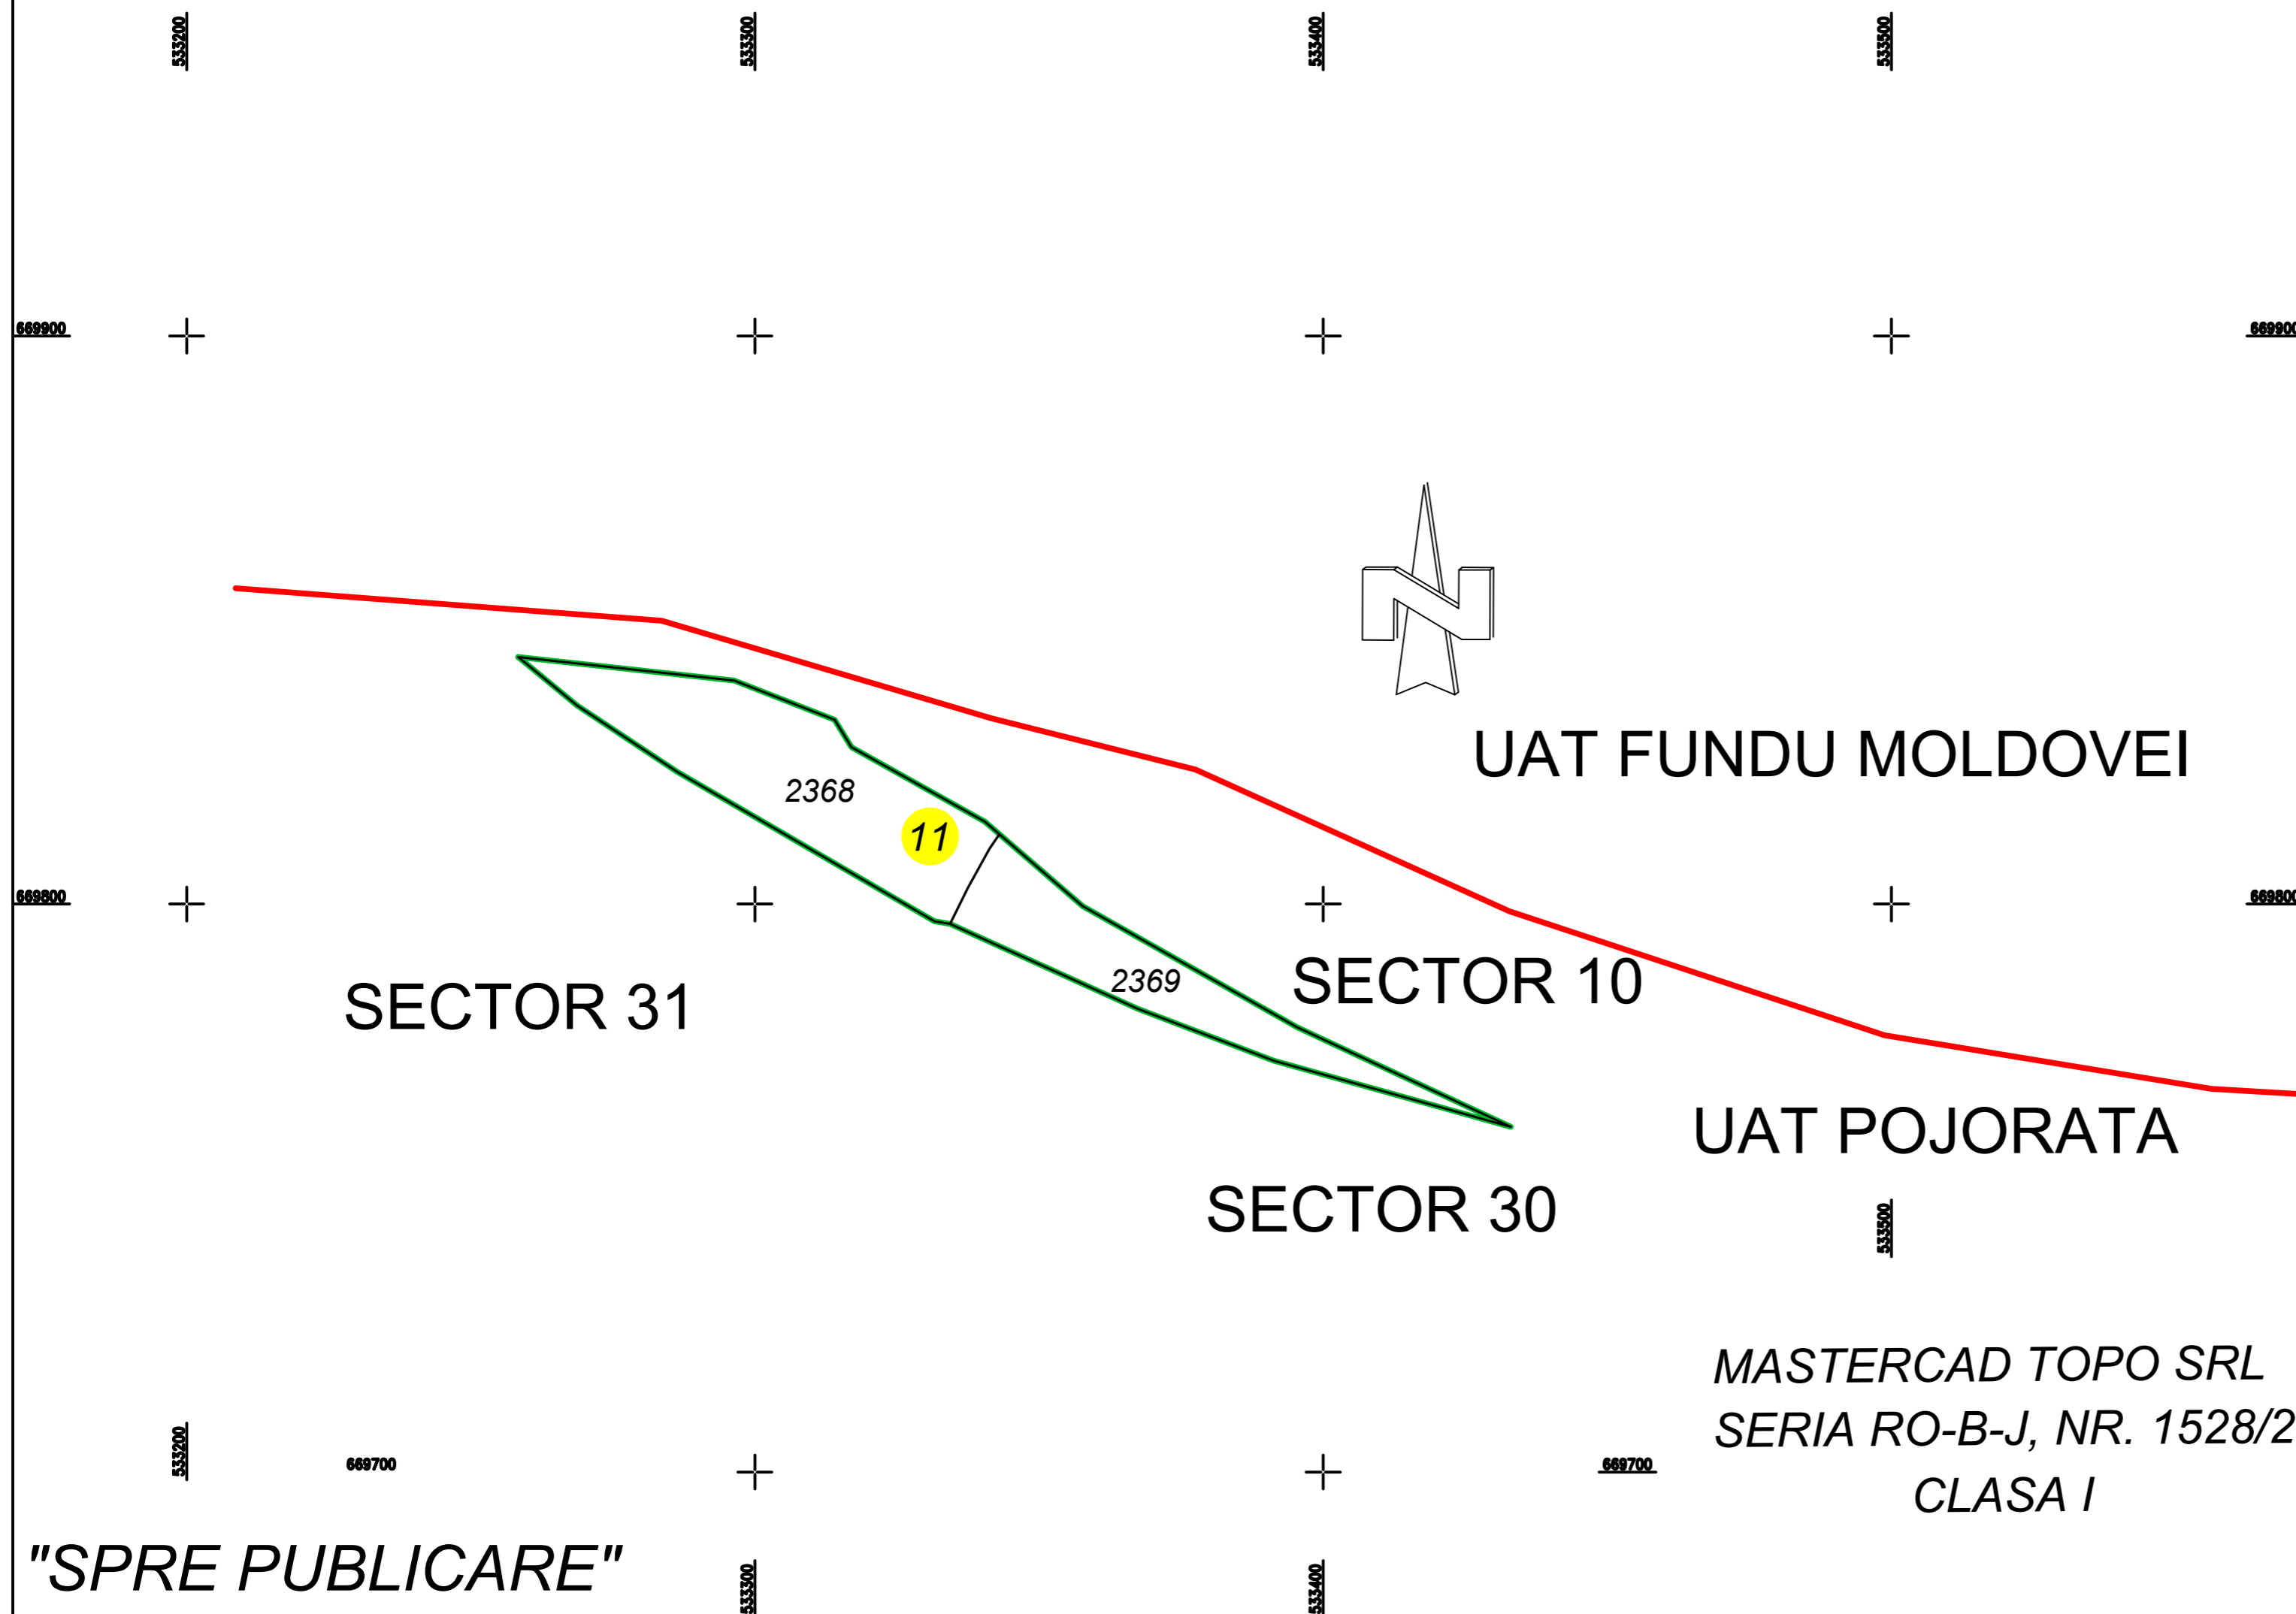 533200
533300
533400
533500
669900
669900
N
UAT FUNDU MOLDOVEI
2368
11
669800
669800
2369
SECTOR 10
SECTOR 31
UAT POJORATA
SECTOR 30
533500
MASTERCAD TOPO SRL
SERIA RO-B-J, NR. 1528/2
CLASA I
533200
669700
669700
"SPRE PUBLICARE"
533300
533400